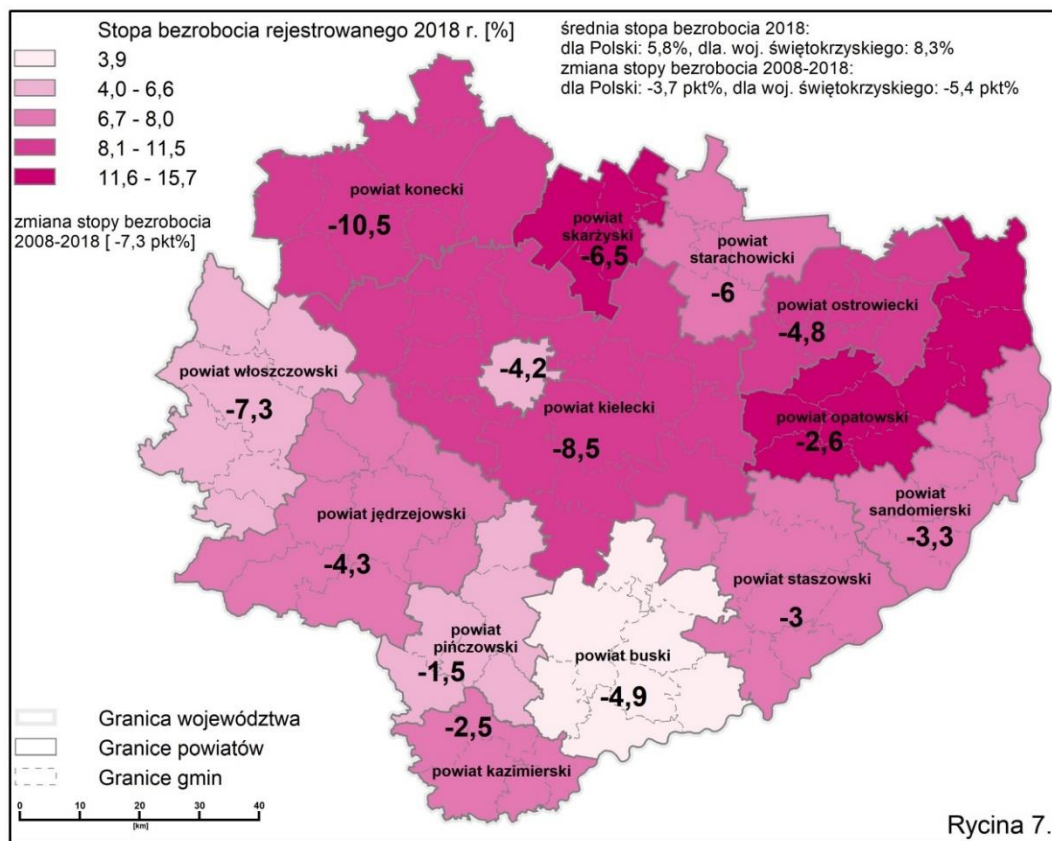 Stopa bezrobocia rejestrowanego 2018 r. [%]
3,9
4,0 - 6,6
6,7 - 8,0
8,1 - 11,5
11,6 - 15,7
zmiana stopy bezrobocia
2008-2018 [ -7,3 pkt%]
średnia stopa bezrobocia 2018:
dla Polski: 5,8%, dla. woj. świętokrzyskiego: 8,3%
zmiana stopy bezrobocia 2008-2018:
dla Polski: -3,7 pkt%, dla woj. świętokrzyskiego: -5,4 pkt%
powiat konecki
-10,5
powiat
skarżyski
-6,5
powiat
starachowicki
-6
powiat ostrowiecki
-4,8
powiat włoszczowski
-7,3
-4,2
powiat kielecki
-8,5
powiat opatowski
-2,6
powiat
sandomierski
-3,3
powiat jędrzejowski
-4,3
powiat staszowski
-3
powiat
pińczowski
-1,5
powiat buski
-4,9
-2,5
powiat kazimierski
Granica województwa
Granice powiatów
Granice gmin
0 10 20 30 40
[km]
Rycina 7.